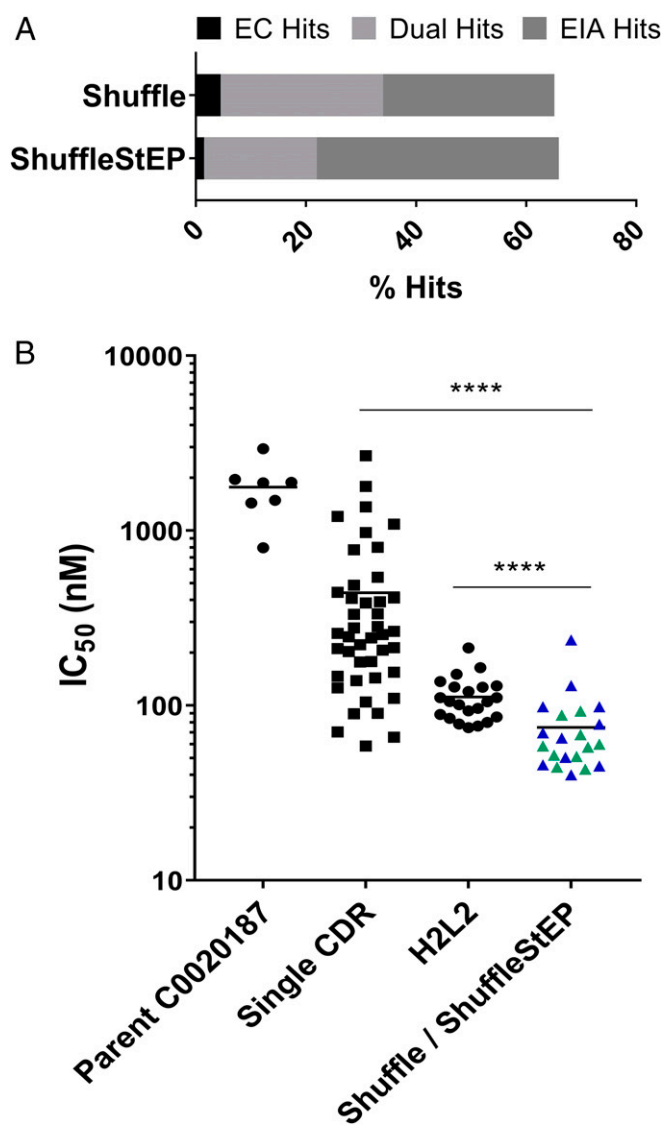 A
EC Hits Dual Hits EIA Hits
Shuffle
ShuffleStEP
0 20 40 60 80
% Hits
B
10000
****
1000
****
IC50 (nM)
100
10
Parent C0020187
Single CDR
H2L2
Shuffle / ShuffleStEP